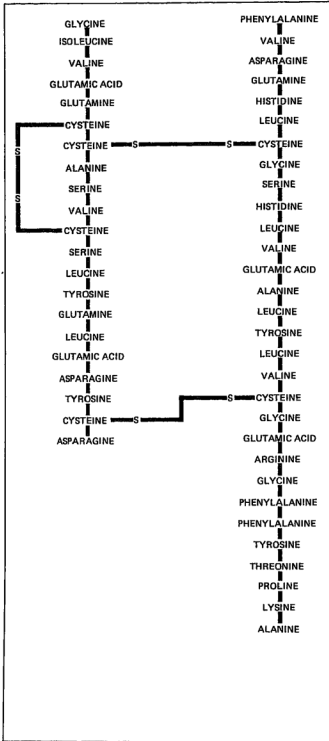 GLYCINE
ISOLEUCINE
VALINE
GLUTAMIC ACID
GLUTAMINE
CYSTEINE
S
CYSTEINE S
ALANINE
SERINE
S
VALINE
CYSTEINE
SERINE
LEUCINE
TYROSINE
GLUTAMINE
LEUCINE
GLUTAMIC ACID
ASPARAGINE
TYROSINE
CYSTEINE S
ASPARAGINE
PHENYLALANINE
VALINE
ASPARAGINE
GLUTAMINE
HISTIDINE
LEUCINE
S CYSTEINE
GLYCINE
SERINE
HISTIDINE
LEUCINE
VALINE
GLUTAMIC ACID
ALANINE
LEUCINE
TYROSINE
LEUCINE
VALINE
S CYSTEINE
GLYCINE
GLUTAMIC ACID
ARGININE
GLYCINE
PHENYLALANINE
PHENYLALANINE
TYROSINE
THREONINE
PROLINE
LYSINE
ALANINE